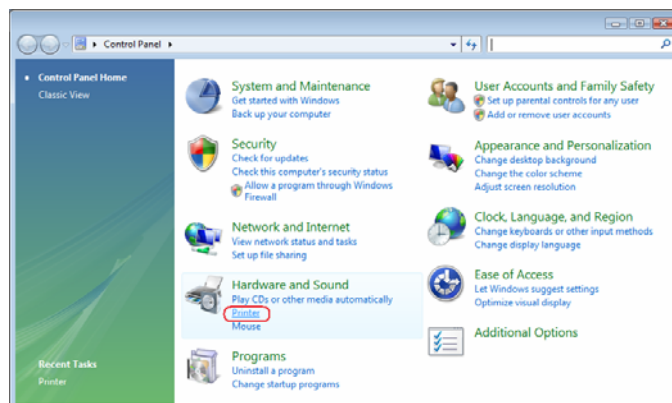 Control Panel
Control Panel Home
Classic View
System and Maintenance
Get started with Windows
Back up your computer
Security
Check for updates
Check this computer's security status
Allow a program through Windows
Firewall
Network and Internet
View network status and tasks
Set up file sharing
Hardware and Sound
Play CDs or other media automatically
Printer
Mouse
Programs
Uninstall a program
Change startup programs
User Accounts and Family Safety
Set up parental controls for any user
Add or remove user accounts
Appearance and Personalization
Change desktop background
Change the color scheme
Adjust screen resolution
Clock, Language, and Region
Change keyboards or other input methods
Change display language
Ease of Access
Let Windows suggest settings
Optimize visual display
Additional Options
Recent Tasks
Printer